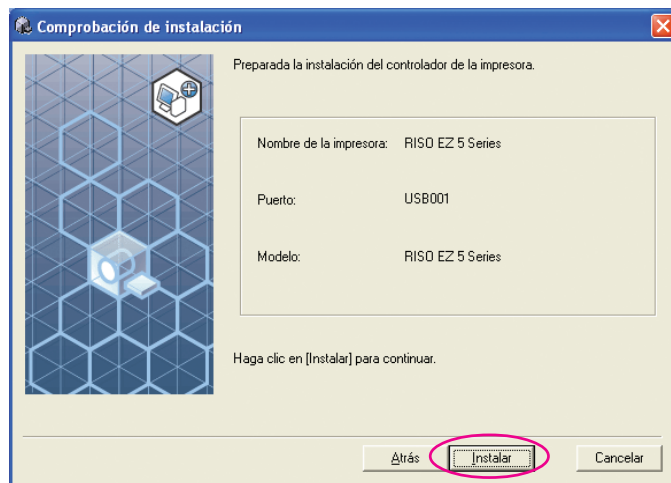 Comprobación de instalación
Preparada la instalación del controlador de la impresora.
Nombre de la impresora: RISO EZ 5 Series
Puerto: USB001
Modelo: RISO EZ 5 Series
Haga clic en [Instalar] para continuar.
Atrás Instalar Cancelar